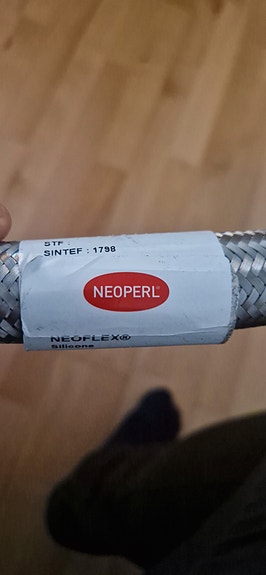 STF :
SINTEF : 1798
NEOPERL
NEOFLEX®
Silicone